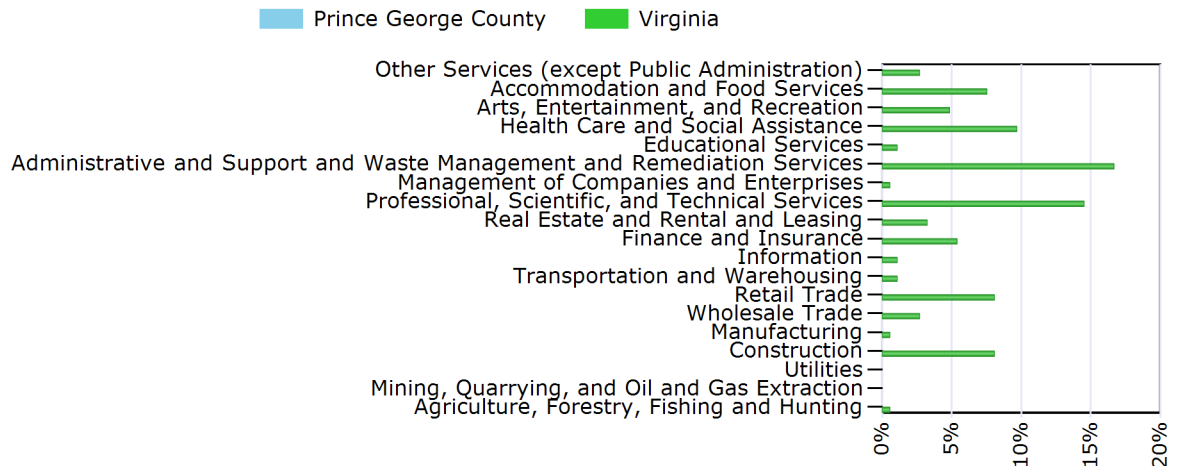 Prince George County
Virginia
Other Services (except Public Administration)
Accommodation and Food Services
Arts, Entertainment, and Recreation
Health Care and Social Assistance
Educational Services
Administrative and Support and Waste Management and Remediation Services
Management of Companies and Enterprises
Professional, Scientific, and Technical Services
Real Estate and Rental and Leasing
Finance and Insurance
Information
Transportation and Warehousing
Retail Trade
Wholesale Trade
Manufacturing
Construction
Utilities
Mining, Quarrying, and Oil and Gas Extraction
Agriculture, Forestry, Fishing and Hunting
0%
5%
10%
15%
20%